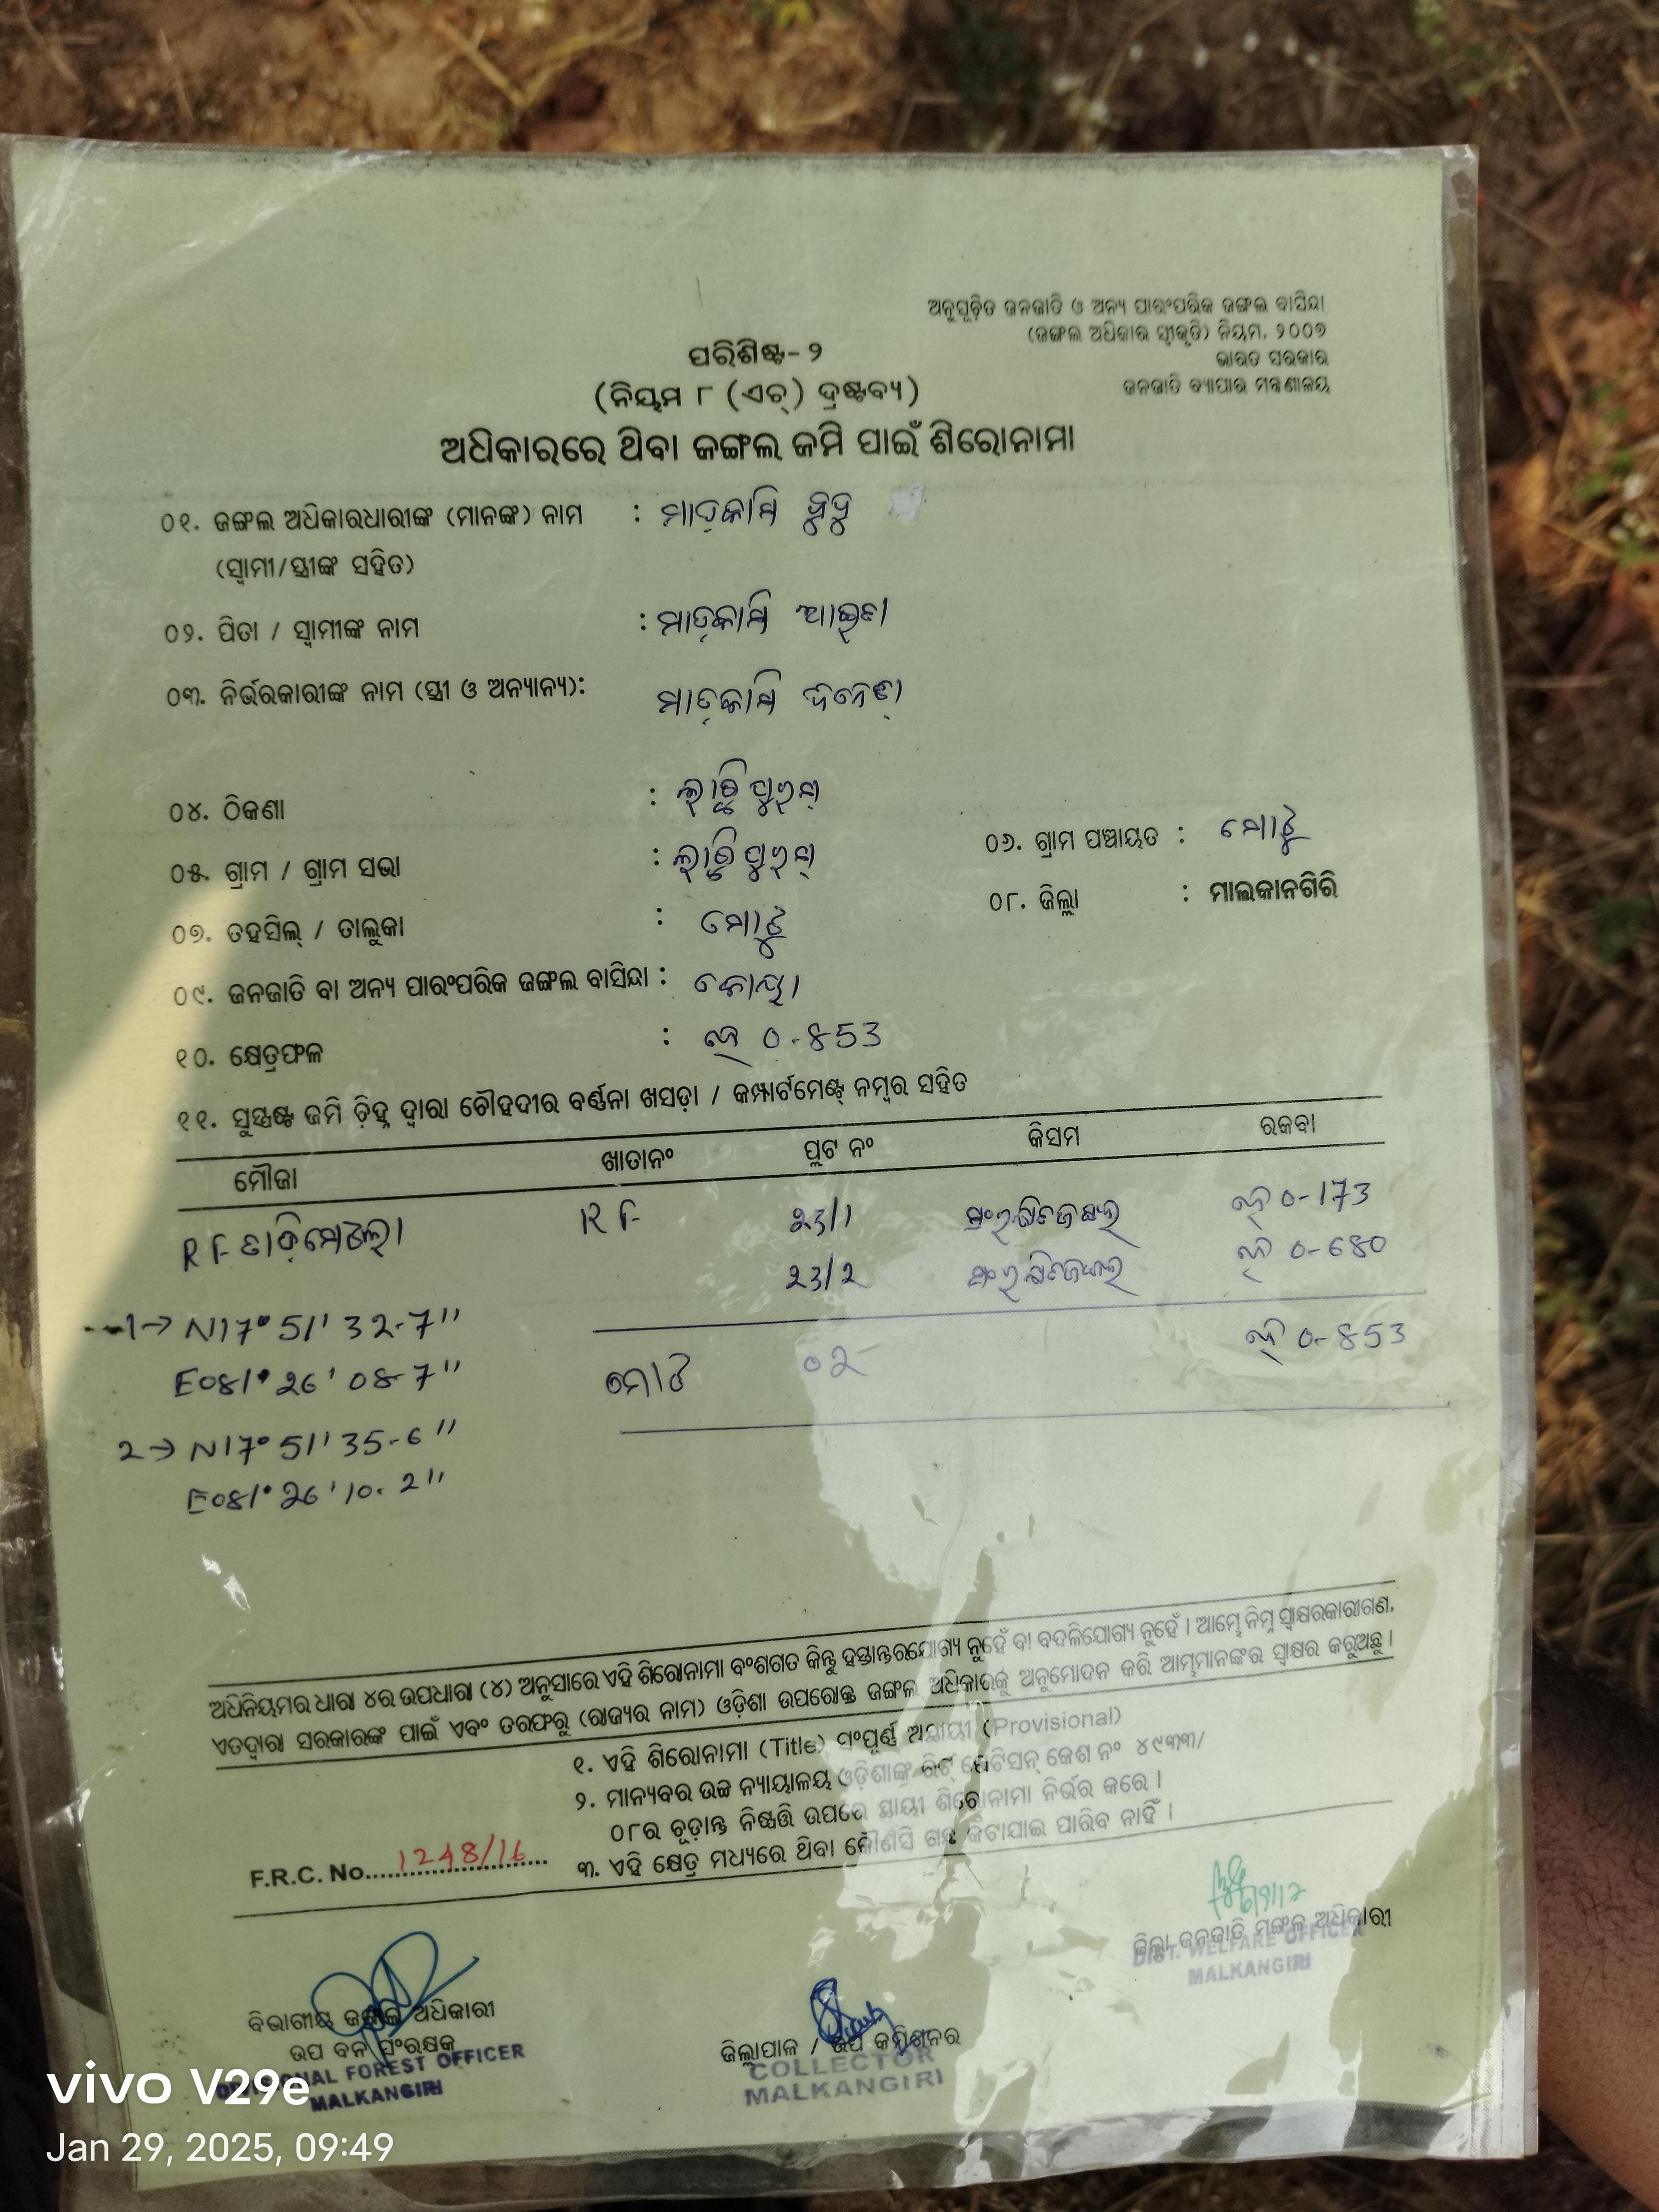 ଅନୁସୂଚିତ ଜନଜାତି ଓ ଅନ୍ୟ ପାରଂପରିକ ଜଙ୍ଗଲ ବାସିନ୍ଦା
(ଜଙ୍ଗଲ ଅଧିକାର ସ୍ୱୀକୃତି) ନିୟମ, ୨୦୦୭
ଭାରତ ସରକାର
ଜନଜାତି ବ୍ୟାପାର ମନ୍ତ୍ରଣାଳୟ
ପରିଶିଷ୍ଟ-୨
(ନିୟମ ୮ (ଏଚ୍) ଦ୍ରଷ୍ଟବ୍ୟ)
ଅଧିକାରରେ ଥିବା ଜଙ୍ଗଲ ଜମି ପାଇଁ ଶିରୋନାମା
୦୧. ଜଙ୍ଗଲ ଅଧିକାରଧାରୀଙ୍କ (ମାନଙ୍କ) ନାମ : ମାଡ଼କାମି
(ସ୍ୱାମୀ/ସ୍ତ୍ରୀଙ୍କ ସହିତ)
୦୨. ପିତା / ସ୍ୱାମୀଙ୍କ ନାମ : ମାଡ଼କାମି
୦୩. ନିର୍ଭରକାରୀଙ୍କ ନାମ (ସ୍ତ୍ରୀ ଓ ଅନ୍ୟାନ୍ୟ): ମାଡ଼କାମି
୦୪. ଠିକଣା :
୦୫. ଗ୍ରାମ / ଗ୍ରାମ ସଭା :
୦୬. ଗ୍ରାମ ପଞ୍ଚାୟତ : ମୋଟୁ
୦୭. ତହସିଲ୍ / ତାଲୁକା : ମୋଟୁ
୦୮. ଜିଲ୍ଲା : ମାଲକାନଗିରି
୦୯. ଜନଜାତି ବା ଅନ୍ୟ ପାରଂପରିକ ଜଙ୍ଗଲ ବାସିନ୍ଦା : କୋୟା
୧୦. କ୍ଷେତ୍ରଫଳ : 0.853
୧୧. ସୁସ୍ପଷ୍ଟ ଜମି ଚିହ୍ନ ଦ୍ୱାରା ଚୌହଦୀର ବର୍ଣ୍ଣନା ଖସଡ଼ା / କମ୍ପାର୍ଟମେଣ୍ଟ୍ ନମ୍ବର ସହିତ
ମୌଜା ଖାତାନଂ ପ୍ଲଟ ନଂ କିସମ ରକବା
RF RF 23/1 ସଂରକ୍ଷିତ ଜଙ୍ଗଲ 0-173
23/2 ସଂରକ୍ଷିତ ଜଙ୍ଗଲ 0-680
1→ N17° 51' 32-7"
E081° 26' 08-7" ମୋଟ ୦୨ 0-853
2→ N17° 51' 35-6"
E081° 26' 10.2"
ଅଧିନିୟମର ଧାରା ୪ର ଉପଧାରା (୪) ଅନୁସାରେ ଏହି ଶିରୋନାମା ବଂଶଗତ କିନ୍ତୁ ହସ୍ତାନ୍ତରଯୋଗ୍ୟ ନୁହେଁ ବା ବଦଳିଯୋଗ୍ୟ ନୁହେଁ । ଆମ୍ଭେ ନିମ୍ନ ସ୍ୱାକ୍ଷରକାରୀଗଣ,
ଏତଦ୍ୱାରା ସରକାରଙ୍କ ପାଇଁ ଏବଂ ତରଫରୁ (ରାଜ୍ୟର ନାମ) ଓଡ଼ିଶା ଉପରୋକ୍ତ ଜଙ୍ଗଲ ଅଧିକାରକୁ ଅନୁମୋଦନ କରି ଆମ୍ଭମାନଙ୍କର ସ୍ୱାକ୍ଷର କରୁଅଛୁ ।
୧. ଏହି ଶିରୋନାମା (Title) ସଂପୂର୍ଣ୍ଣ ଅସ୍ଥାୟୀ (Provisional)
୨. ମାନ୍ୟବର ଉଚ୍ଚ ନ୍ୟାୟାଳୟ ଓଡ଼ିଶାଙ୍କ ରିଟ୍ ପେଟିସନ୍ କେଶ ନଂ ୪୯୩୩/
୦୮ର ଚୂଡ଼ାନ୍ତ ନିଷ୍ପତ୍ତି ଉପରେ ସ୍ଥାୟୀ ଶିରୋନାମା ନିର୍ଭର କରେ ।
୩. ଏହି କ୍ଷେତ୍ର ମଧ୍ୟରେ ଥିବା କୌଣସି ଗଛ କଟାଯାଇ ପାରିବ ନାହିଁ ।
F.R.C. No. 1248/16
ଜିଲ୍ଲା ଜନଜାତି ମଙ୍ଗଳ ଅଧିକାରୀ
DIST. WELFARE OFFICER
MALKANGIRI
ବିଭାଗୀୟ ଜଙ୍ଗଲ ଅଧିକାରୀ
ଉପ ବନ ସଂରକ୍ଷକ
DIVISIONAL FOREST OFFICER
MALKANGIRI
ଜିଲ୍ଲାପାଳ / ଉପ କମିଶନର
COLLECTOR
MALKANGIRI
vivo V29e
Jan 29, 2025, 09:49